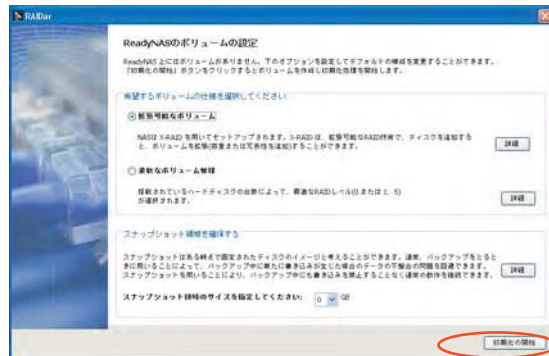 RAIDar
ReadyNASのボリュームの設定
ReadyNAS 上にはボリュームがありません。下のオプションを設定してデフォルトの構成を変更することができます。
「初期化の開始」ボタンをクリックするとボリュームを作成し初期化処理を開始します。
希望するボリュームの仕様を選択してください
拡張可能なボリューム
NASは X-RAID を用いてセットアップされます。X-RAID は、拡張可能なRAID技術で、ディスクを追加する
と、ボリュームを拡張(容量または冗長性を追加)することができます。
詳細
柔軟なボリューム管理
搭載されているハードディスクの台数によって、最適なRAIDレベル(0 または 1、5)
が選択されます。
詳細
スナップショット領域を確保する
スナップショットはある時点で固定されたディスクのイメージと考えることができます。通常、バックアップをとると
きに用いることによって、バックアップ中に新たに書き込みが生じた場合のデータの不整合の問題を回避できます。
スナップショットを用いることにより、バックアップ中にも書き込みを禁止することなく通常の動作を継続できます。
詳細
スナップショット領域のサイズを指定してください: 0 GB
初期化の開始